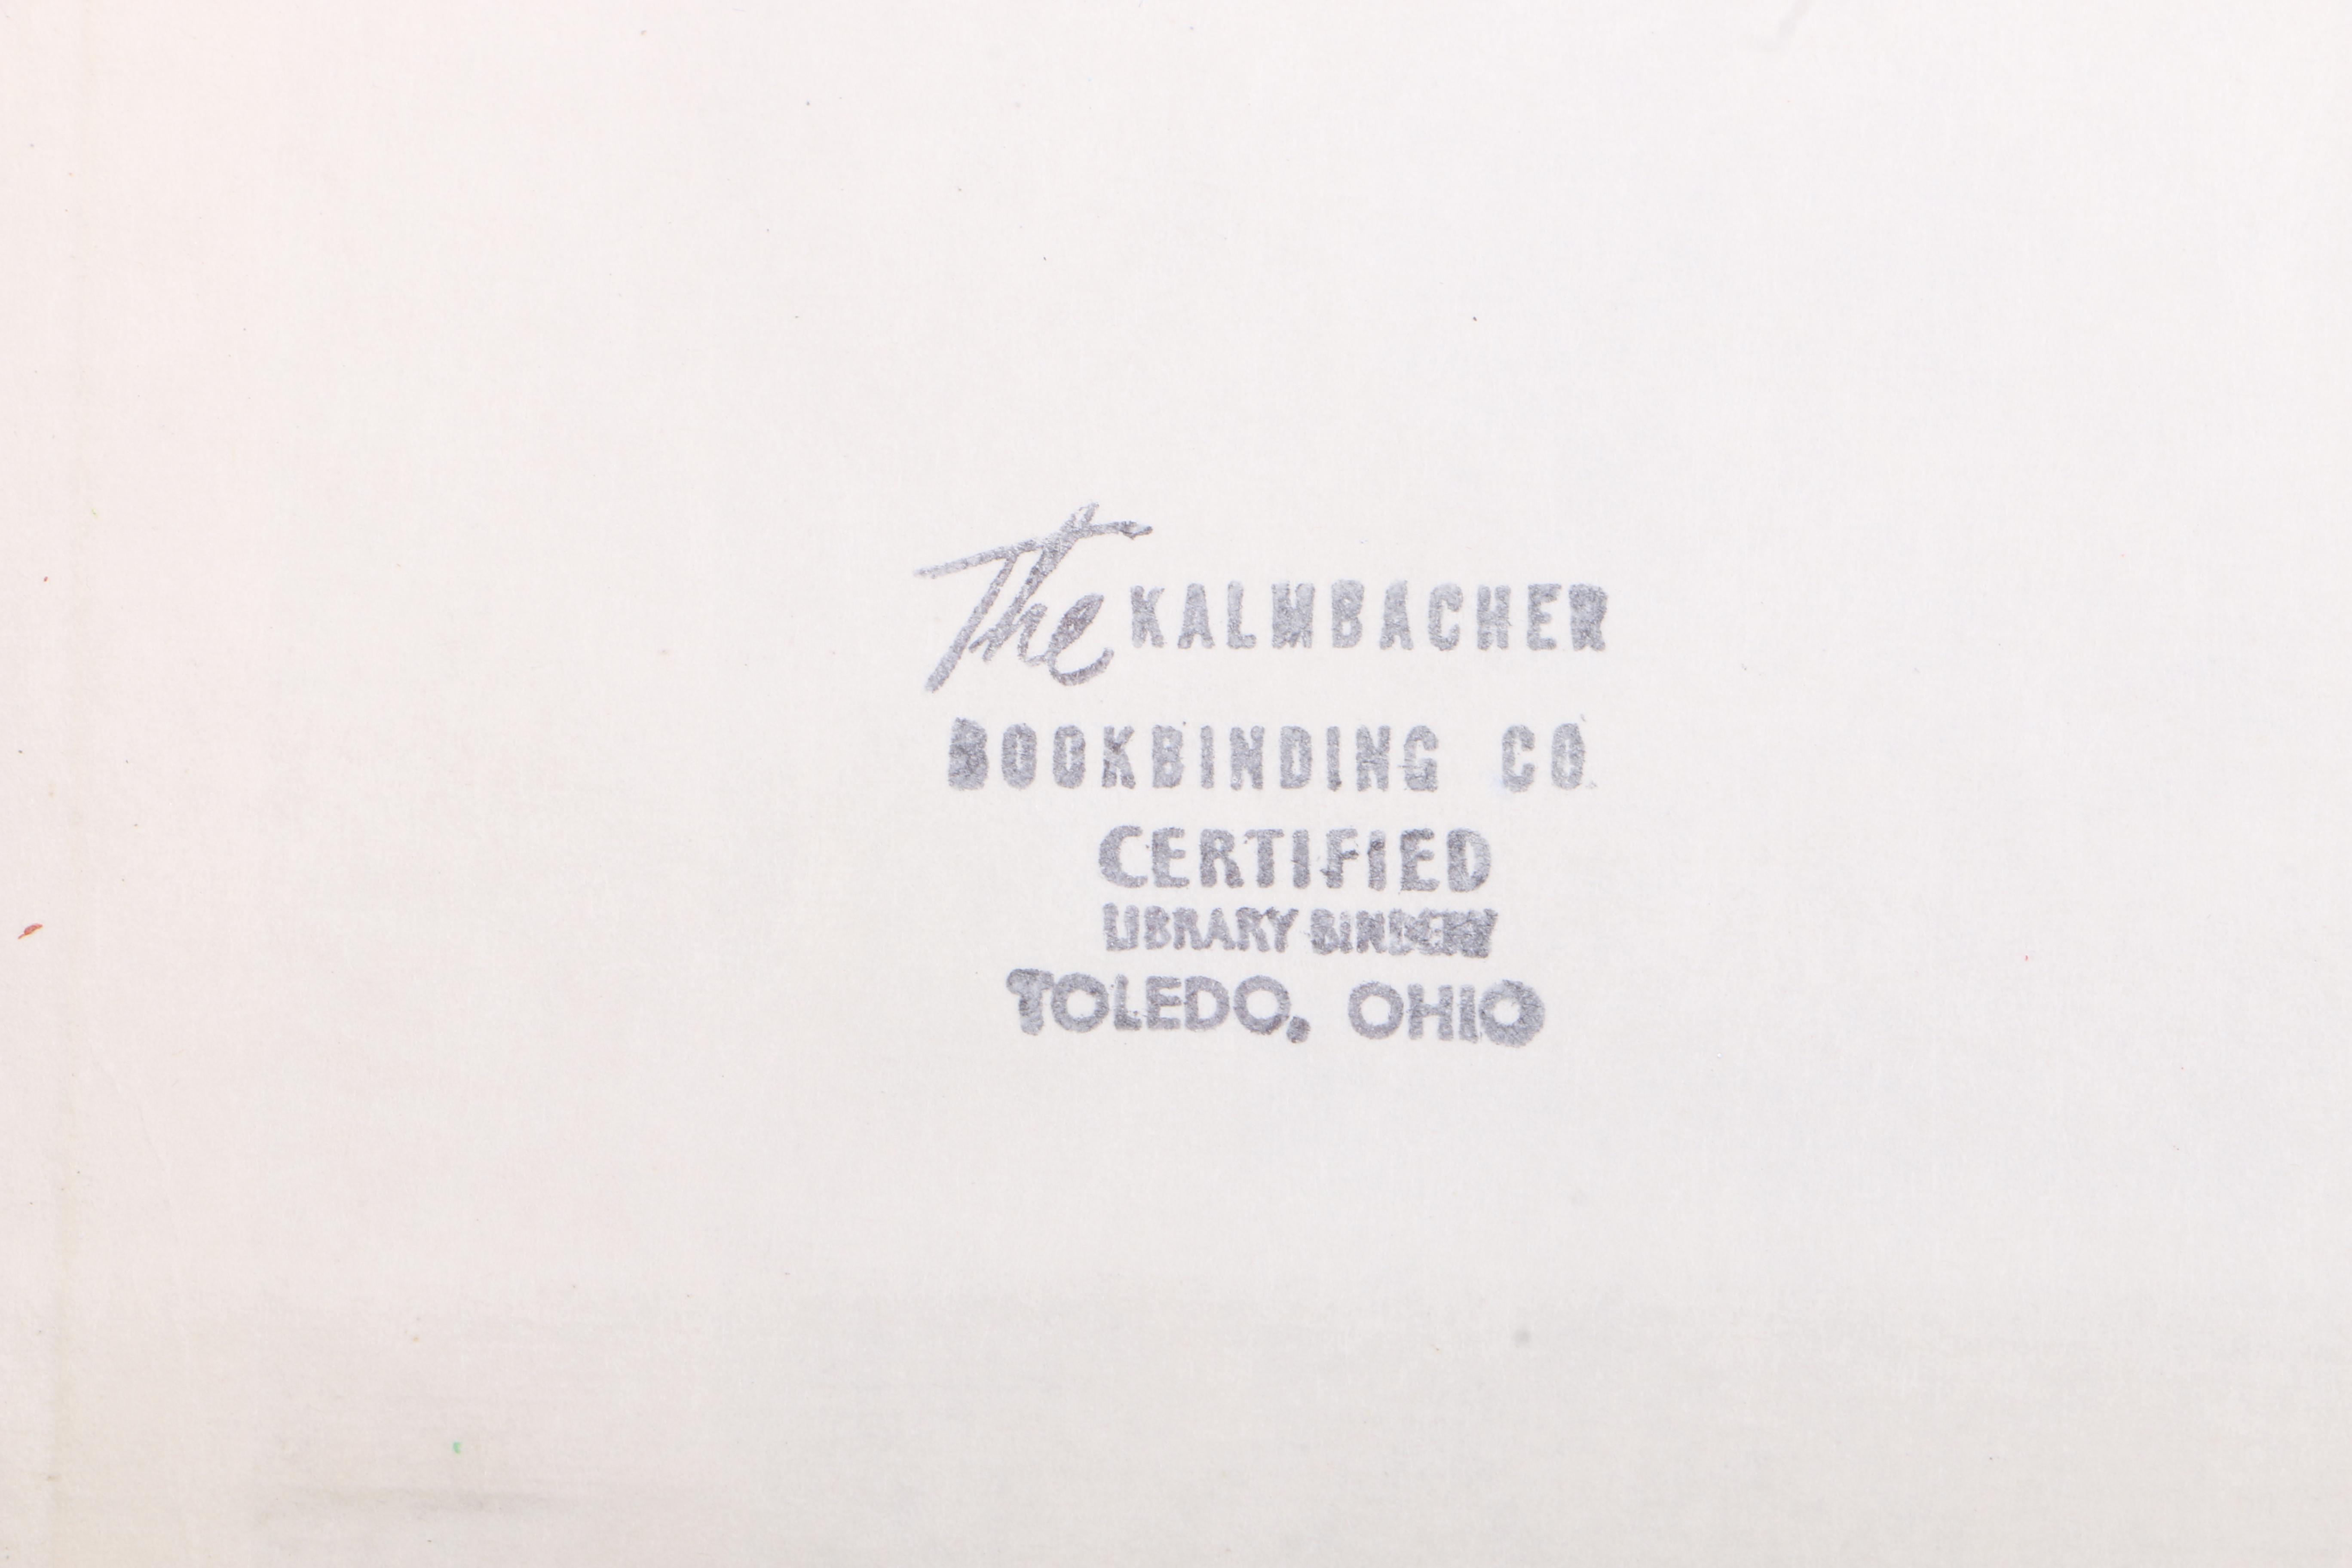 The KALMBACHER
BOOKBINDING CO.
CERTIFIED
LIBRARY BINDERY
TOLEDO, OHIO